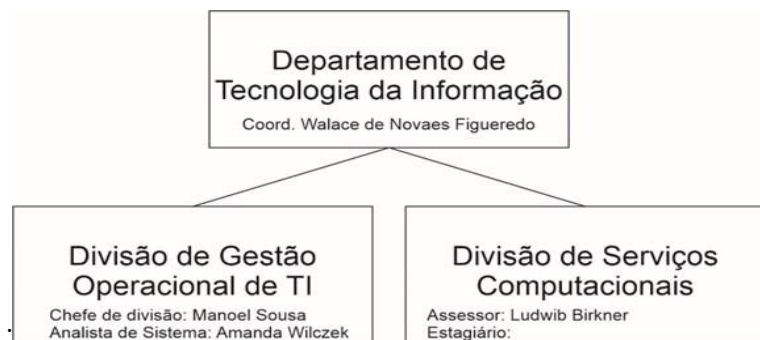 Departamento de
Tecnologia da Informação
Coord. Walace de Novaes Figueredo
Divisão de Gestão
Operacional de TI
Chefe de divisão: Manoel Sousa
Analista de Sistema: Amanda Wilczek
Divisão de Serviços
Computacionais
Assessor: Ludwib Birkner
Estagiário: